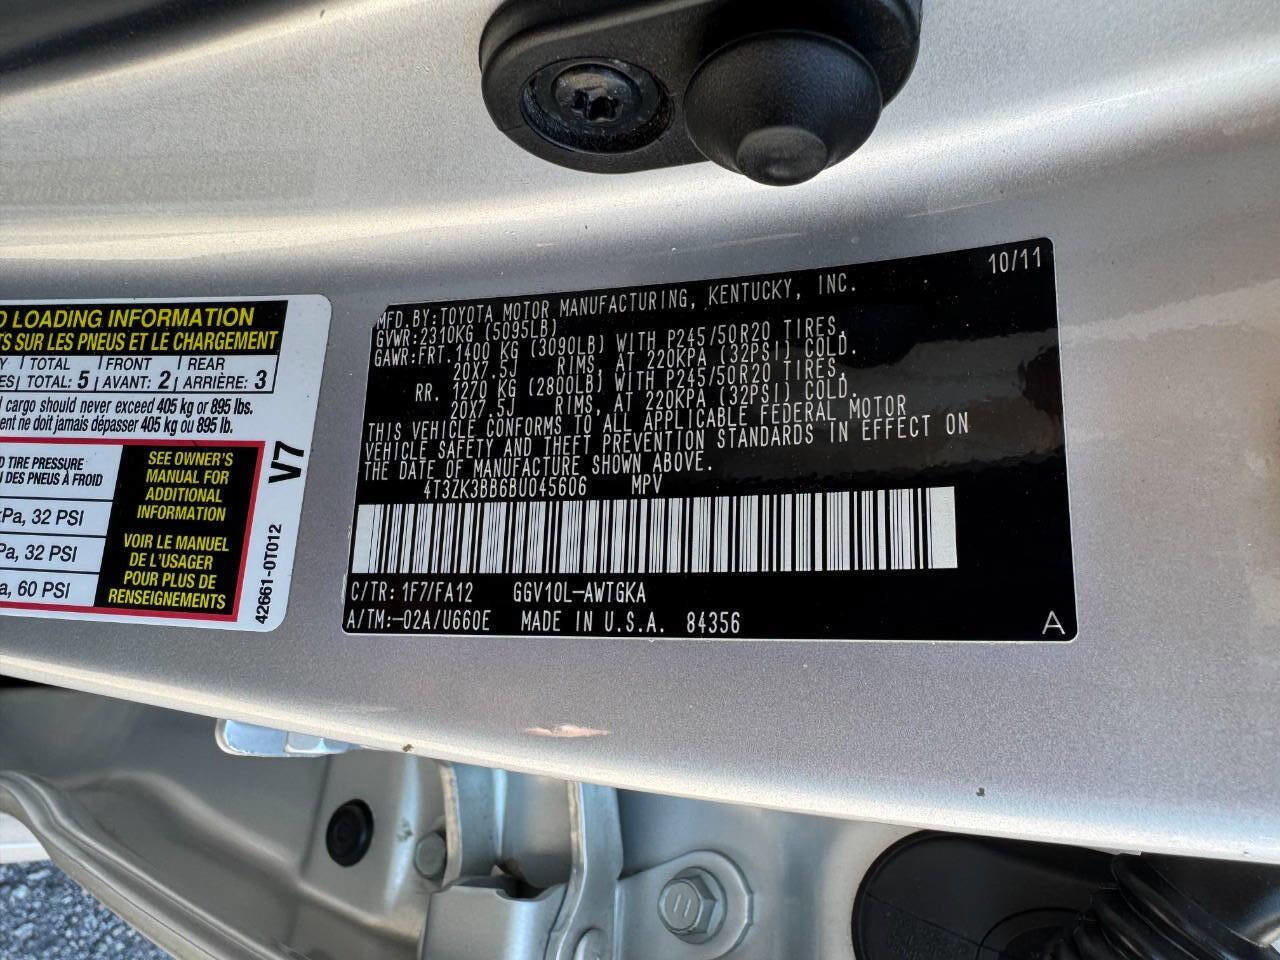 LOADING INFORMATION
SUR LES PNEUS ET LE CHARGEMENT
TOTAL FRONT REAR
TOTAL: 5 AVANT: 2 ARRIÈRE: 3
cargo should never exceed 405 kg or 895 lbs.
ne doit jamais dépasser 405 kg ou 895 lb.
TIRE PRESSURE
DES PNEUS À FROID
32 PSI
32 PSI
60 PSI
SEE OWNER'S
MANUAL FOR
ADDITIONAL
INFORMATION
VOIR LE MANUEL
DE L'USAGER
POUR PLUS DE
RENSEIGNEMENTS
V7
42661-0T012
10/11
MFD.BY:TOYOTA MOTOR MANUFACTURING, KENTUCKY, INC.
GVWR:2310KG (5095LB)
GAWR:FRT. 1400 KG (3090LB) WITH P245/50R20 TIRES,
20X7.5J RIMS, AT 220KPA (32PSI) COLD.
RR. 1270 KG (2800LB) WITH P245/50R20 TIRES,
20X7.5J RIMS, AT 220KPA (32PSI) COLD.
THIS VEHICLE CONFORMS TO ALL APPLICABLE FEDERAL MOTOR
VEHICLE SAFETY AND THEFT PREVENTION STANDARDS IN EFFECT ON
THE DATE OF MANUFACTURE SHOWN ABOVE.
4T3ZK3BB6BU045606 MPV
C/TR: 1F7/FA12 GGV10L-AWTGKA
A/TM:-02A/U660E MADE IN U.S.A. 84356
A